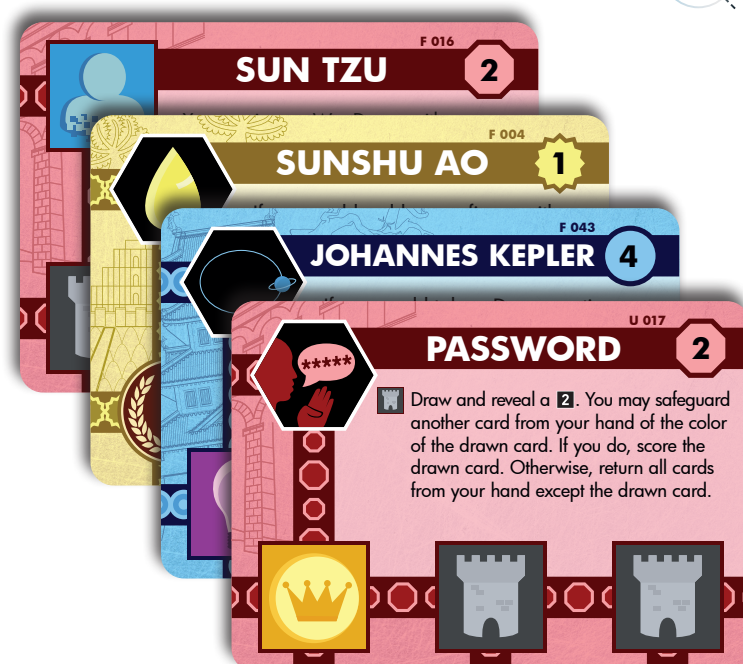 F 016
SUN TZU
2
F 004
SUNSHU AO
1
F 043
JOHANNES KEPLER
4
U 017
PASSWORD
2
*****
Draw and reveal a 2. You may safeguard
another card from your hand of the color
of the drawn card. If you do, score the
drawn card. Otherwise, return all cards
from your hand except the drawn card.